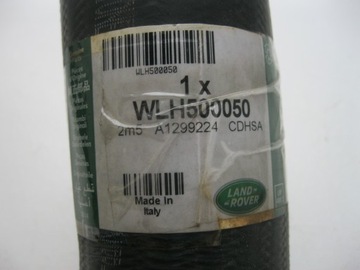 WLH500050
1 x
WLH500050
2m5 A1299224 CDHSA
Made In
Italy
LAND-
ROVER